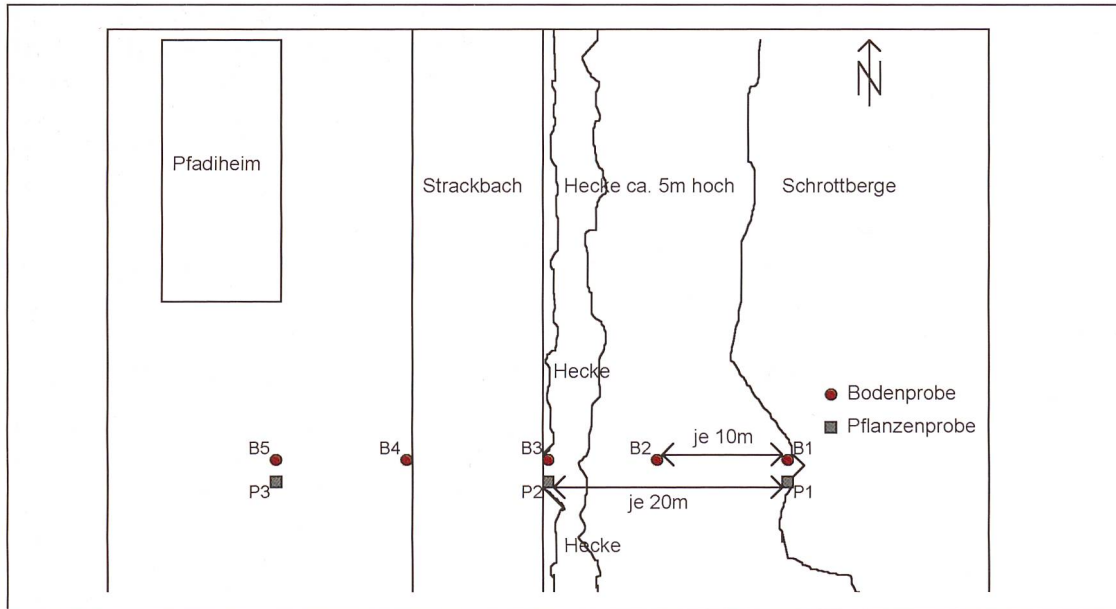 N
Pfadiheim
Strackbach
Hecke ca. 5m hoch
Schrottberge
Hecke
Bodenprobe
Pflanzenprobe
B5
B4
B3
B2
je 10m
B1
P3
P2
je 20m
P1
Hecke